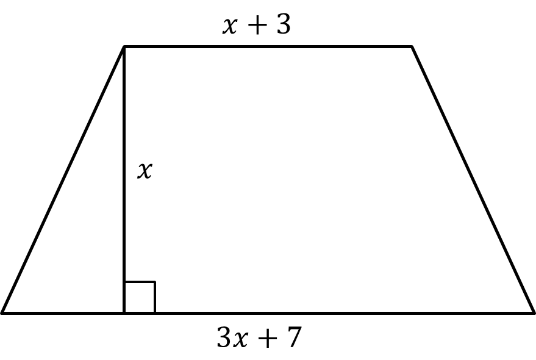 x + 3
x
3x + 7